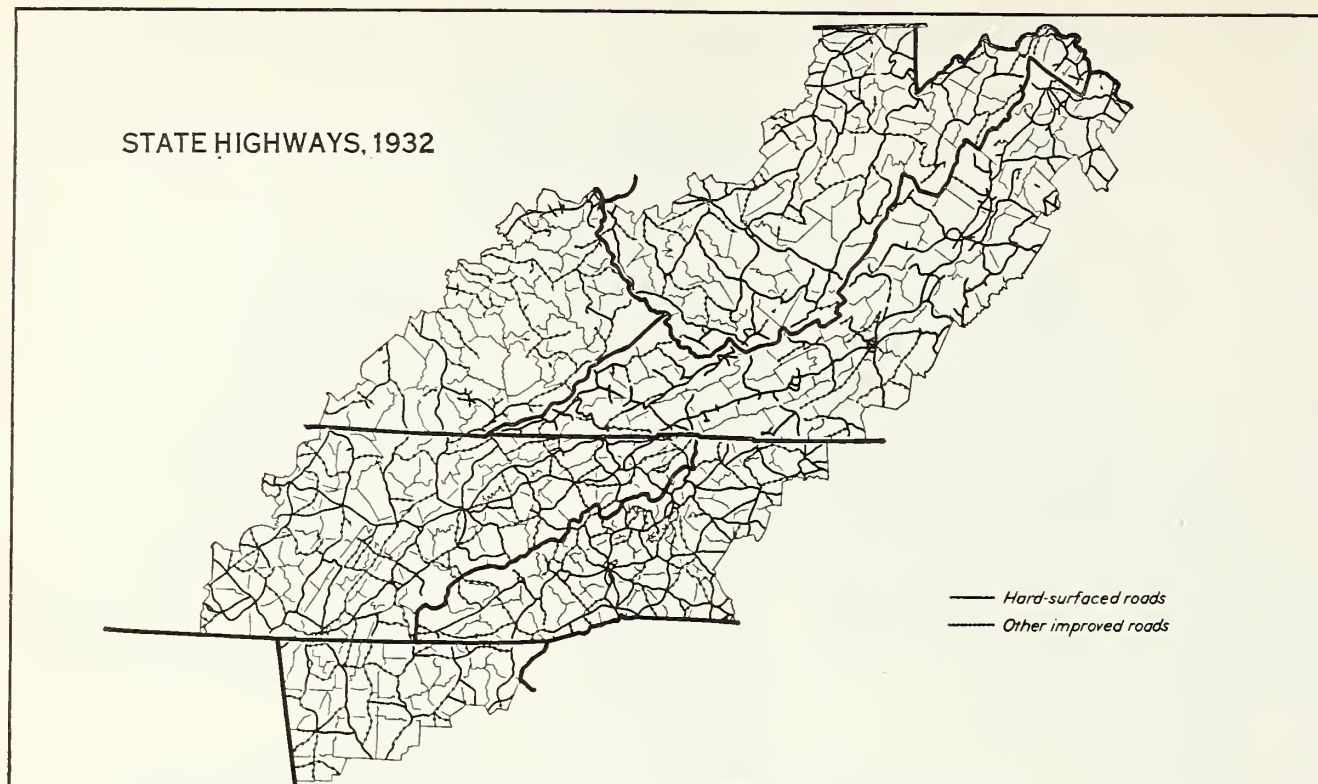 STATE HIGHWAYS, 1932
Hard-surfaced roads
Other improved roads